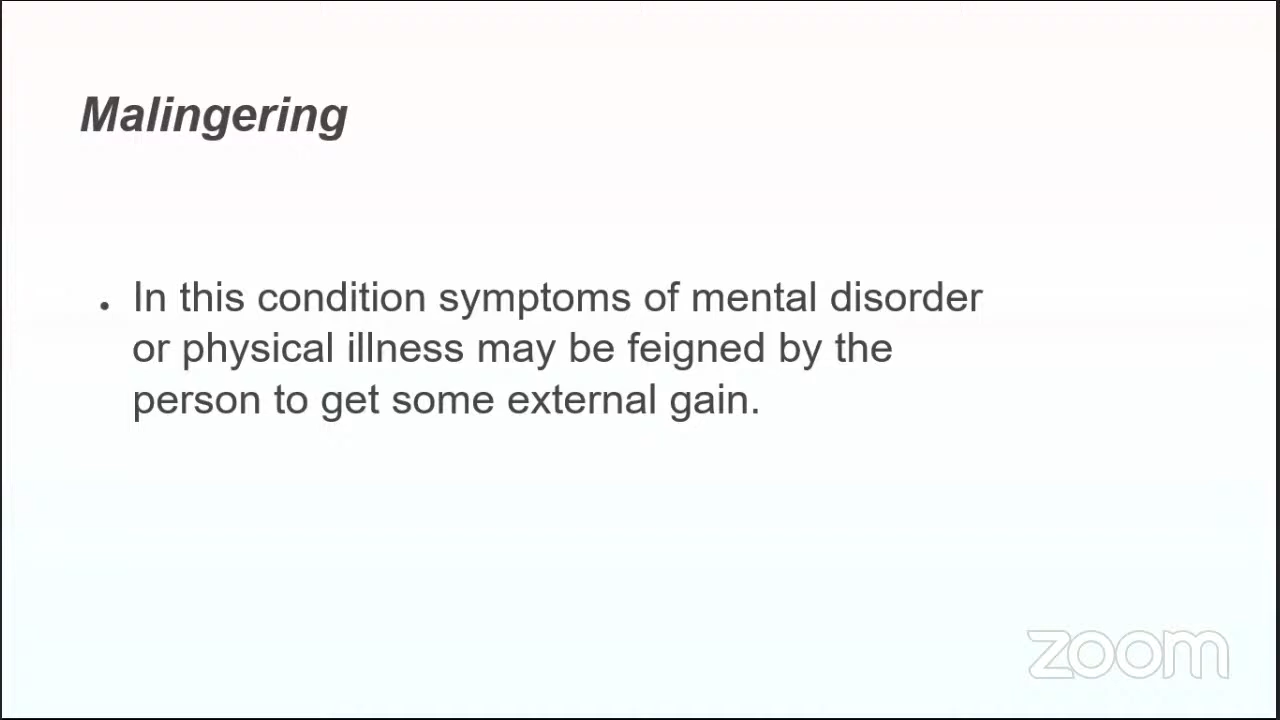 Malingering
• In this condition symptoms of mental disorder
or physical illness may be feigned by the
person to get some external gain.
zoom